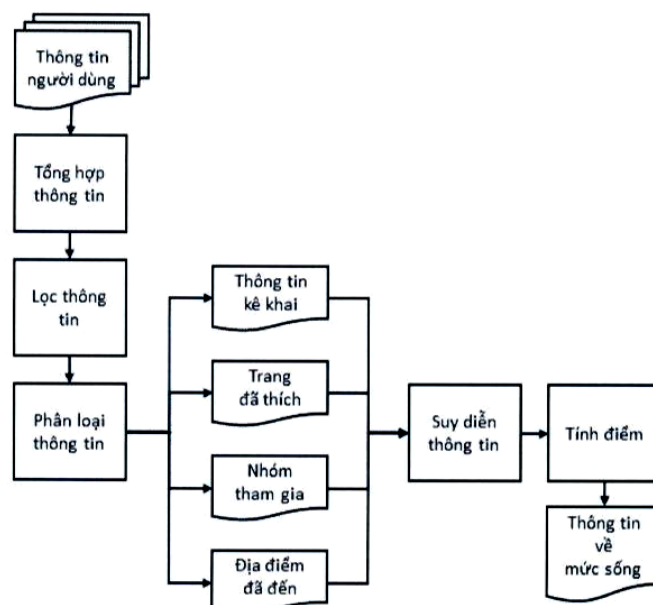 Thông tin
người dùng
Tổng hợp
thông tin
Lọc thông
tin
Phân loại
thông tin
Thông tin
kê khai
Trang
đã thích
Nhóm
tham gia
Địa điểm
đã đến
Suy diễn
thông tin
Tính điểm
Thông tin
về
mức sống